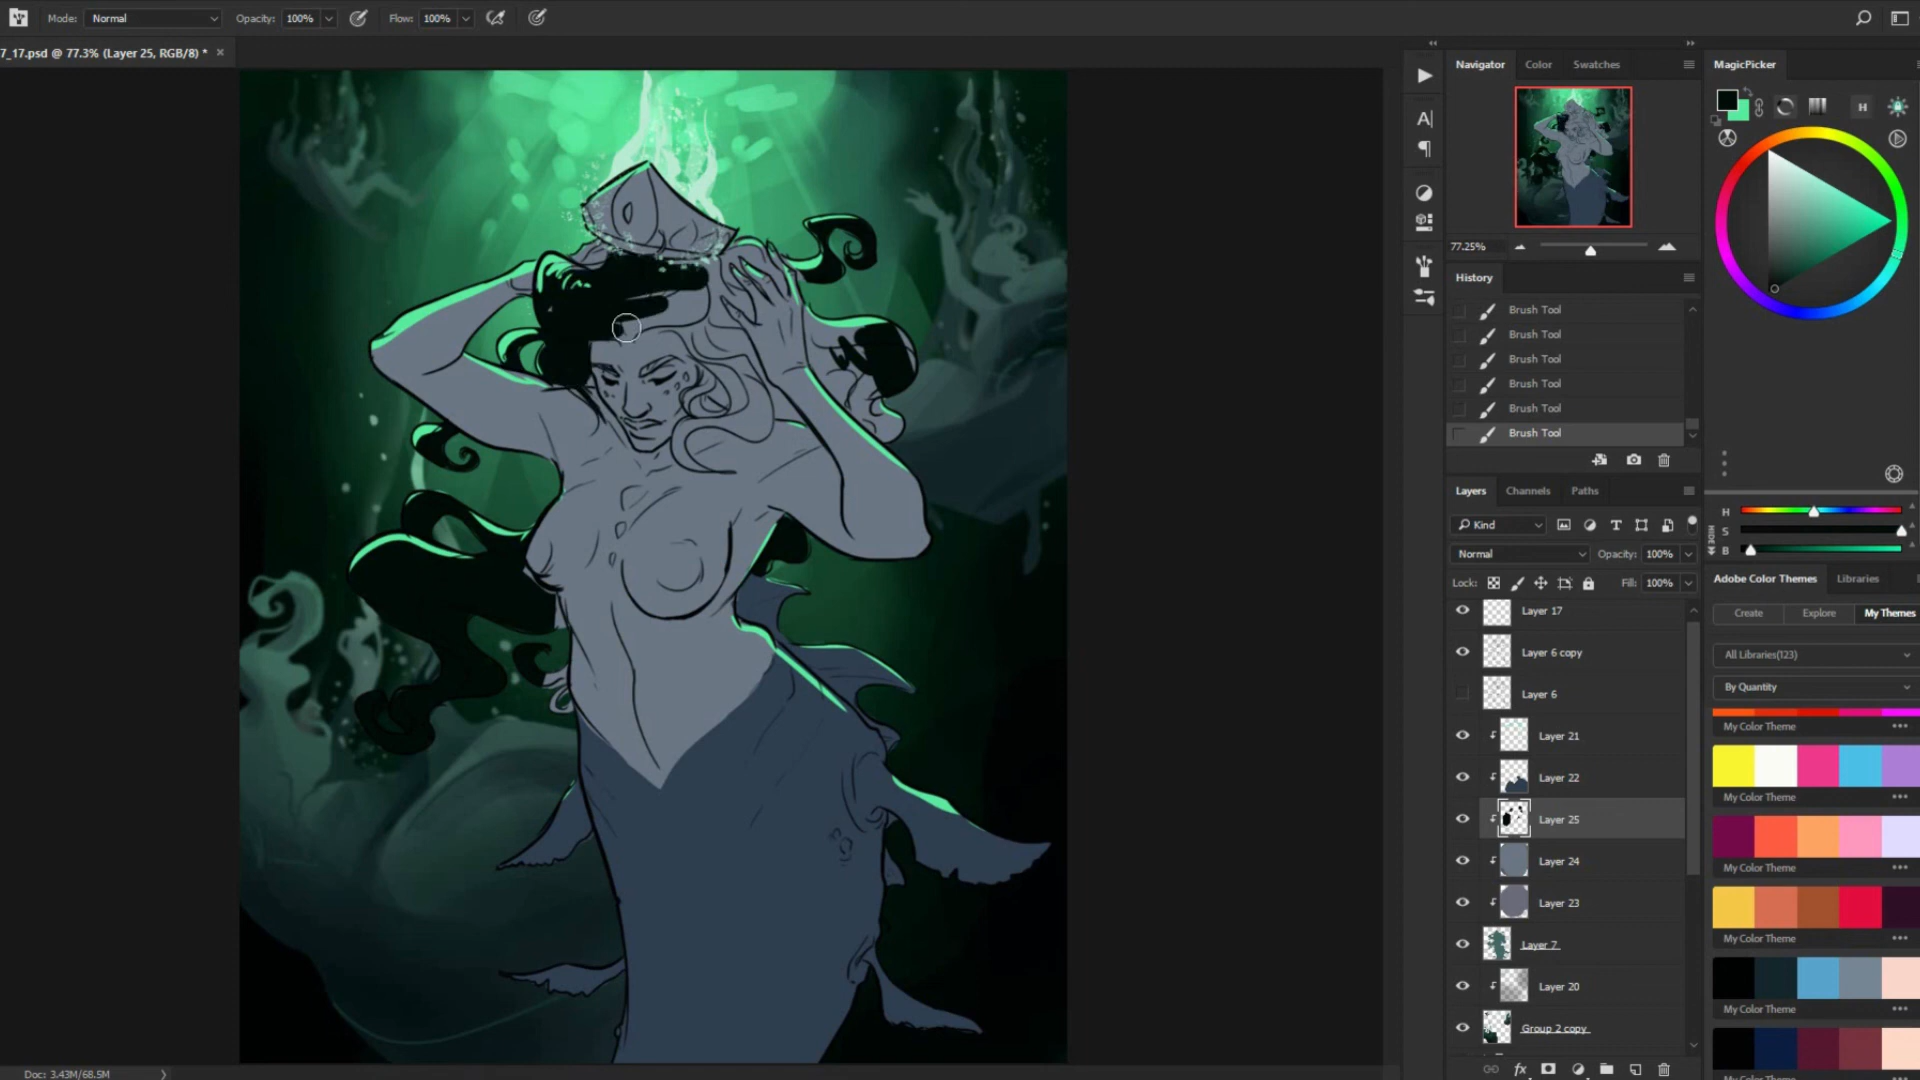 Mode: Normal Opacity: 100% Flow: 100%
7_17.psd @ 77.3% (Layer 25, RGB/8) * ×
Navigator Color Swatches
77.25%
History
Brush Tool
Brush Tool
Brush Tool
Brush Tool
Brush Tool
Brush Tool
Layers Channels Paths
Kind
Normal Opacity: 100%
Lock: Fill: 100%
Layer 17
Layer 6 copy
Layer 6
Layer 21
Layer 22
Layer 25
Layer 24
Layer 23
Layer 7
Layer 20
Group 2 copy
MagicPicker
H
H
S
B
HIDE
Adobe Color Themes Libraries
Create Explore My Themes
All Libraries(123)
By Quantity
My Color Theme
My Color Theme
My Color Theme
My Color Theme
My Color Theme
Doc: 3.43M/68.5M